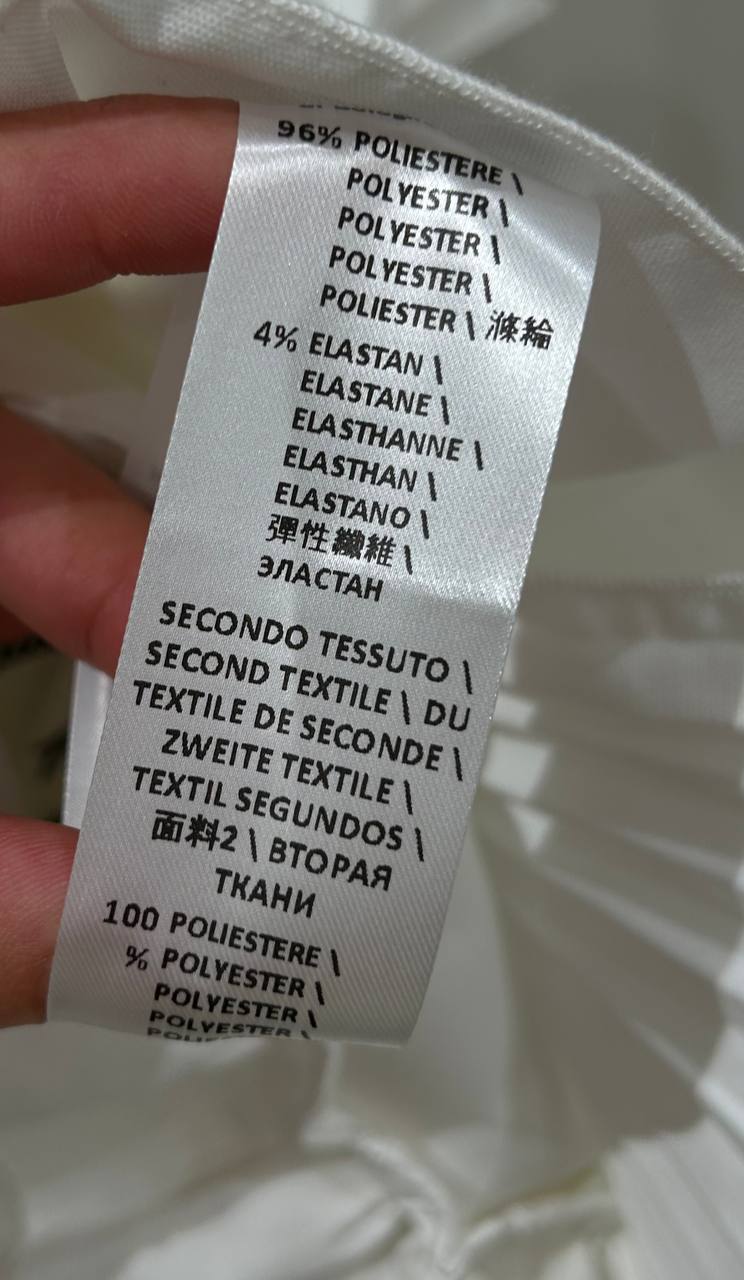 96% POLIESTERE \
POLYESTER \
POLYESTER \
POLYESTER \
POLIESTER \ 滌綸
4% ELASTAN \
ELASTANE \
ELASTHANNE \
ELASTHAN \
ELASTANO \
彈性纖維 \
ЭЛАСТАН
SECONDO TESSUTO \
SECOND TEXTILE \ DU
TEXTILE DE SECONDE \
ZWEITE TEXTILE \
TEXTIL SEGUNDOS \
面料2 \ ВТОРАЯ
ТКАНИ
100 POLIESTERE \
% POLYESTER \
POLYESTER \
POLYESTER \